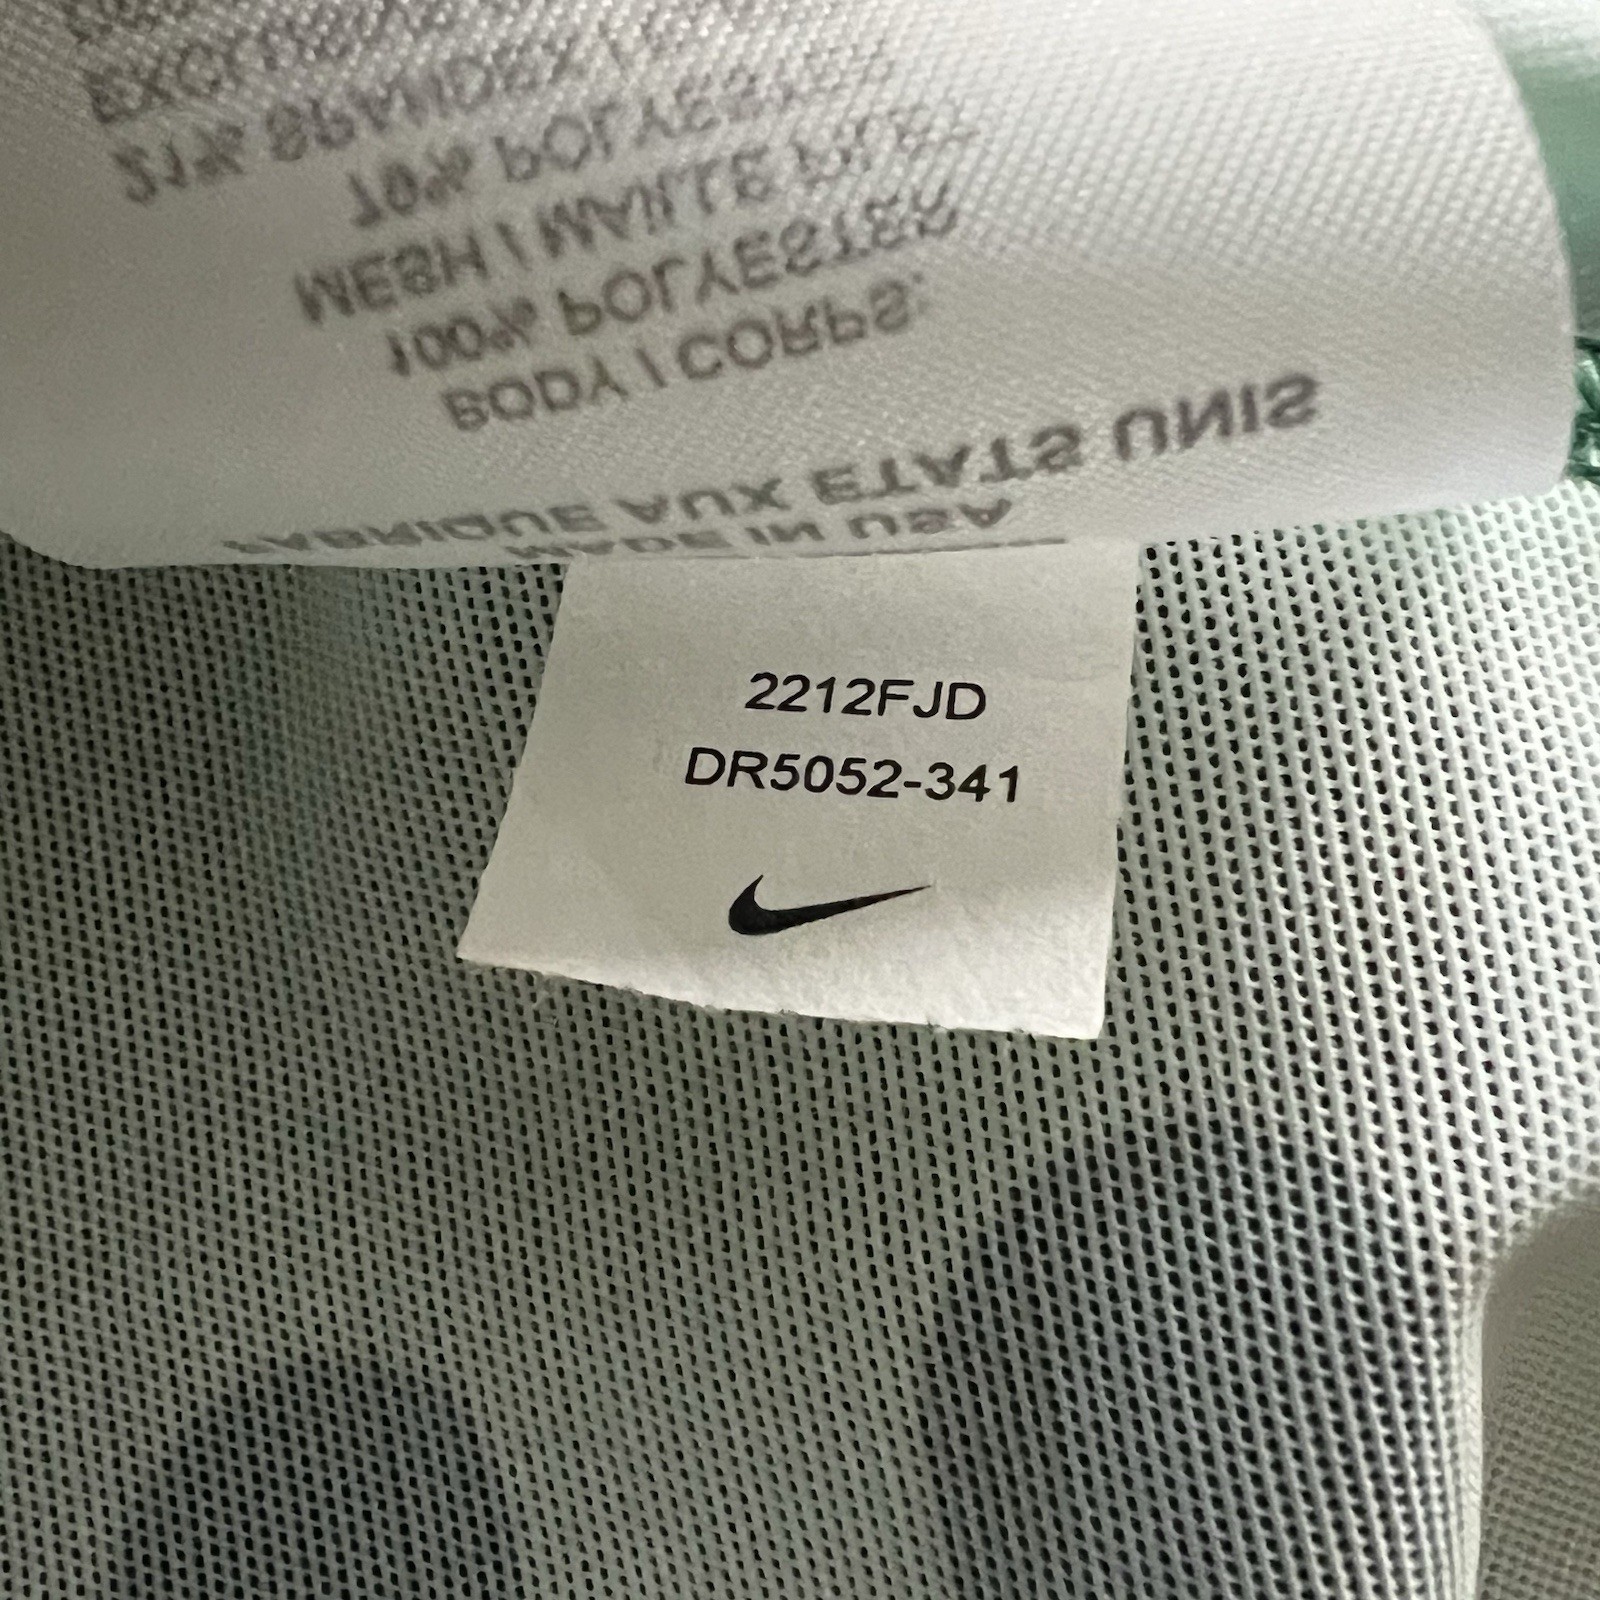 MADE IN USA
FABRIQUE AUX ETATS UNIS
BODY / CORPS:
100% POLYESTER
MESH / MAILLE
79% POLYESTER
21% SPANDEX /
2212FJD
DR5052-341